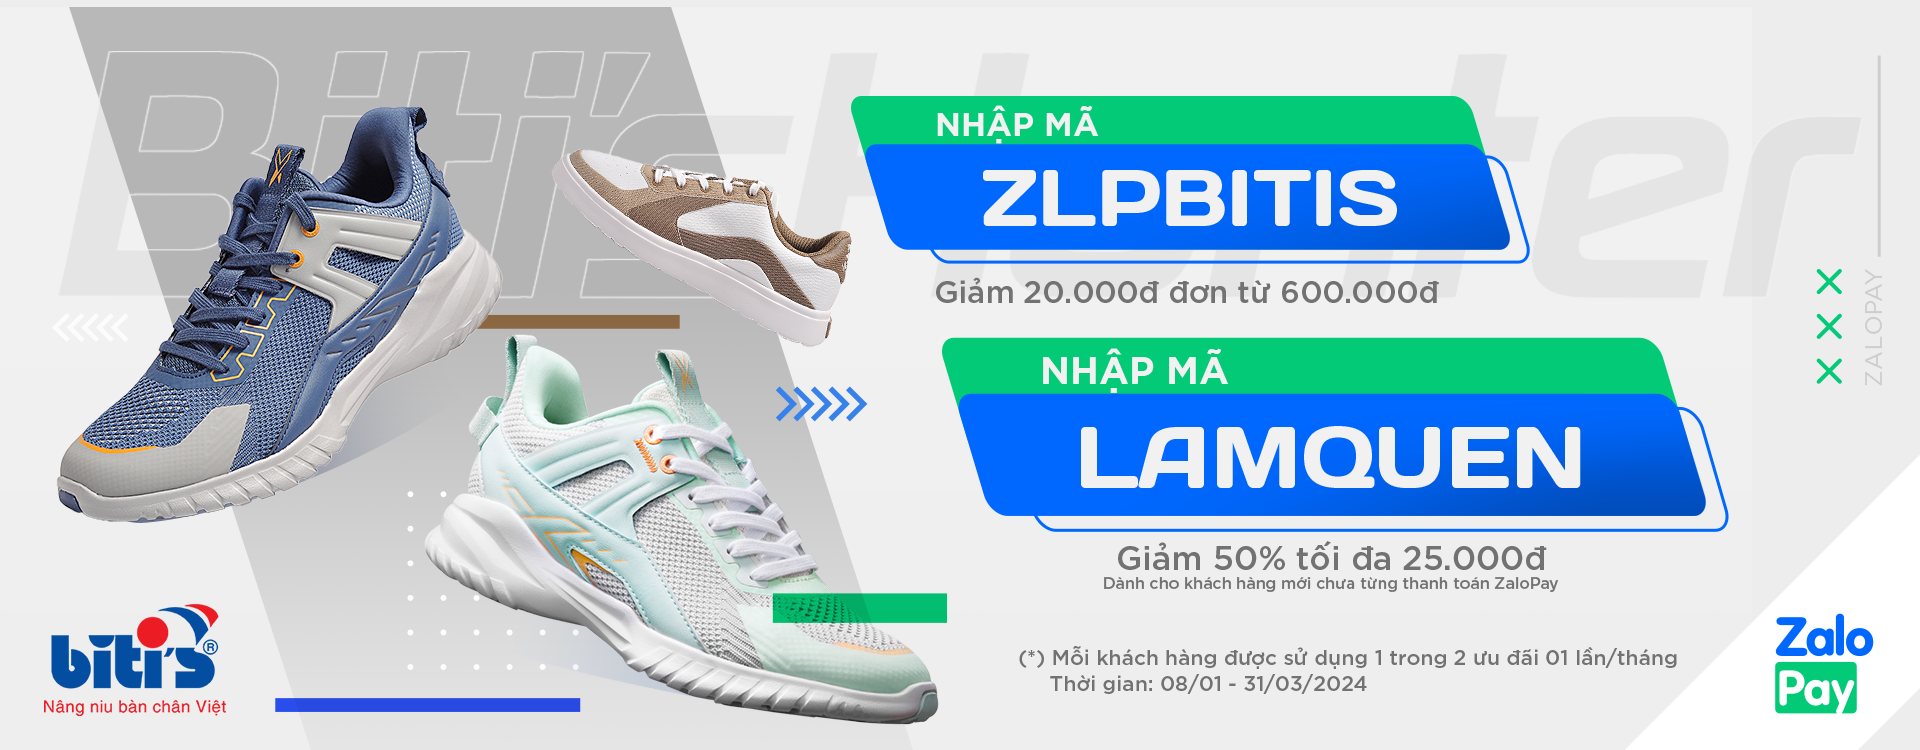 Biti's Hunter
NHẬP MÃ
ZLPBITIS
Giảm 20.000đ đơn từ 600.000đ
NHẬP MÃ
LAMQUEN
Giảm 50% tối đa 25.000đ
Dành cho khách hàng mới chưa từng thanh toán ZaloPay
(*) Mỗi khách hàng được sử dụng 1 trong 2 ưu đãi 01 lần/tháng
Thời gian: 08/01 - 31/03/2024
ZALOPAY
biti's®
Nâng niu bàn chân Việt
Zalo
Pay